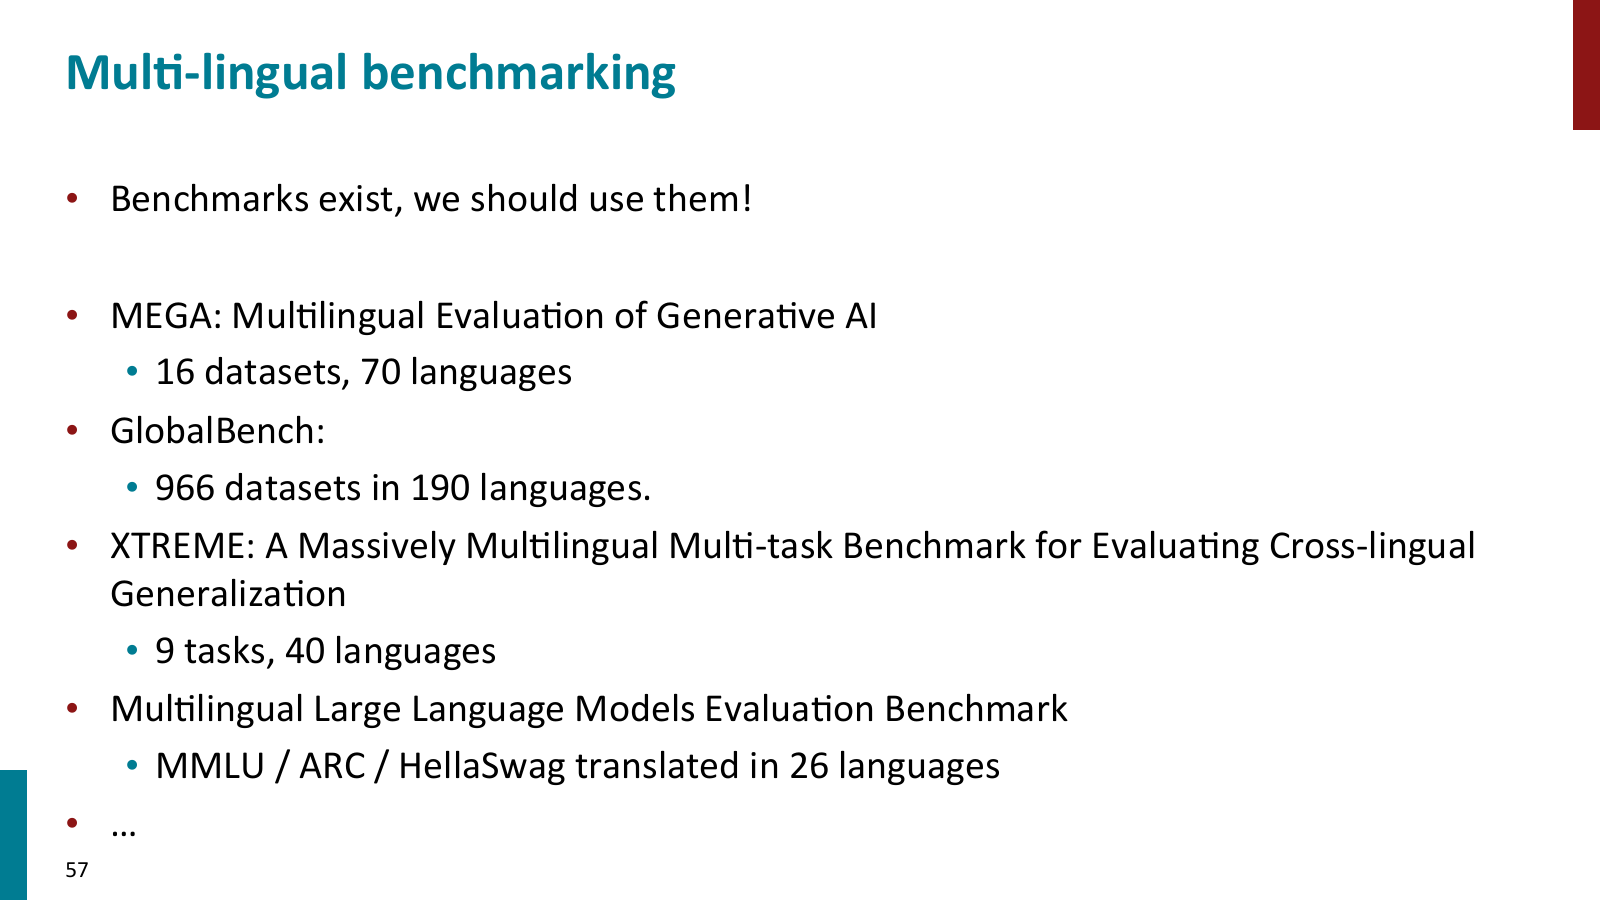 Multi-lingual benchmarking
• Benchmarks exist, we should use them!
• MEGA: Multilingual Evaluation of Generative AI
• 16 datasets, 70 languages
• GlobalBench:
• 966 datasets in 190 languages.
• XTREME: A Massively Multilingual Multi-task Benchmark for Evaluating Cross-lingual
Generalization
• 9 tasks, 40 languages
• Multilingual Large Language Models Evaluation Benchmark
• MMLU / ARC / HellaSwag translated in 26 languages
• …
57